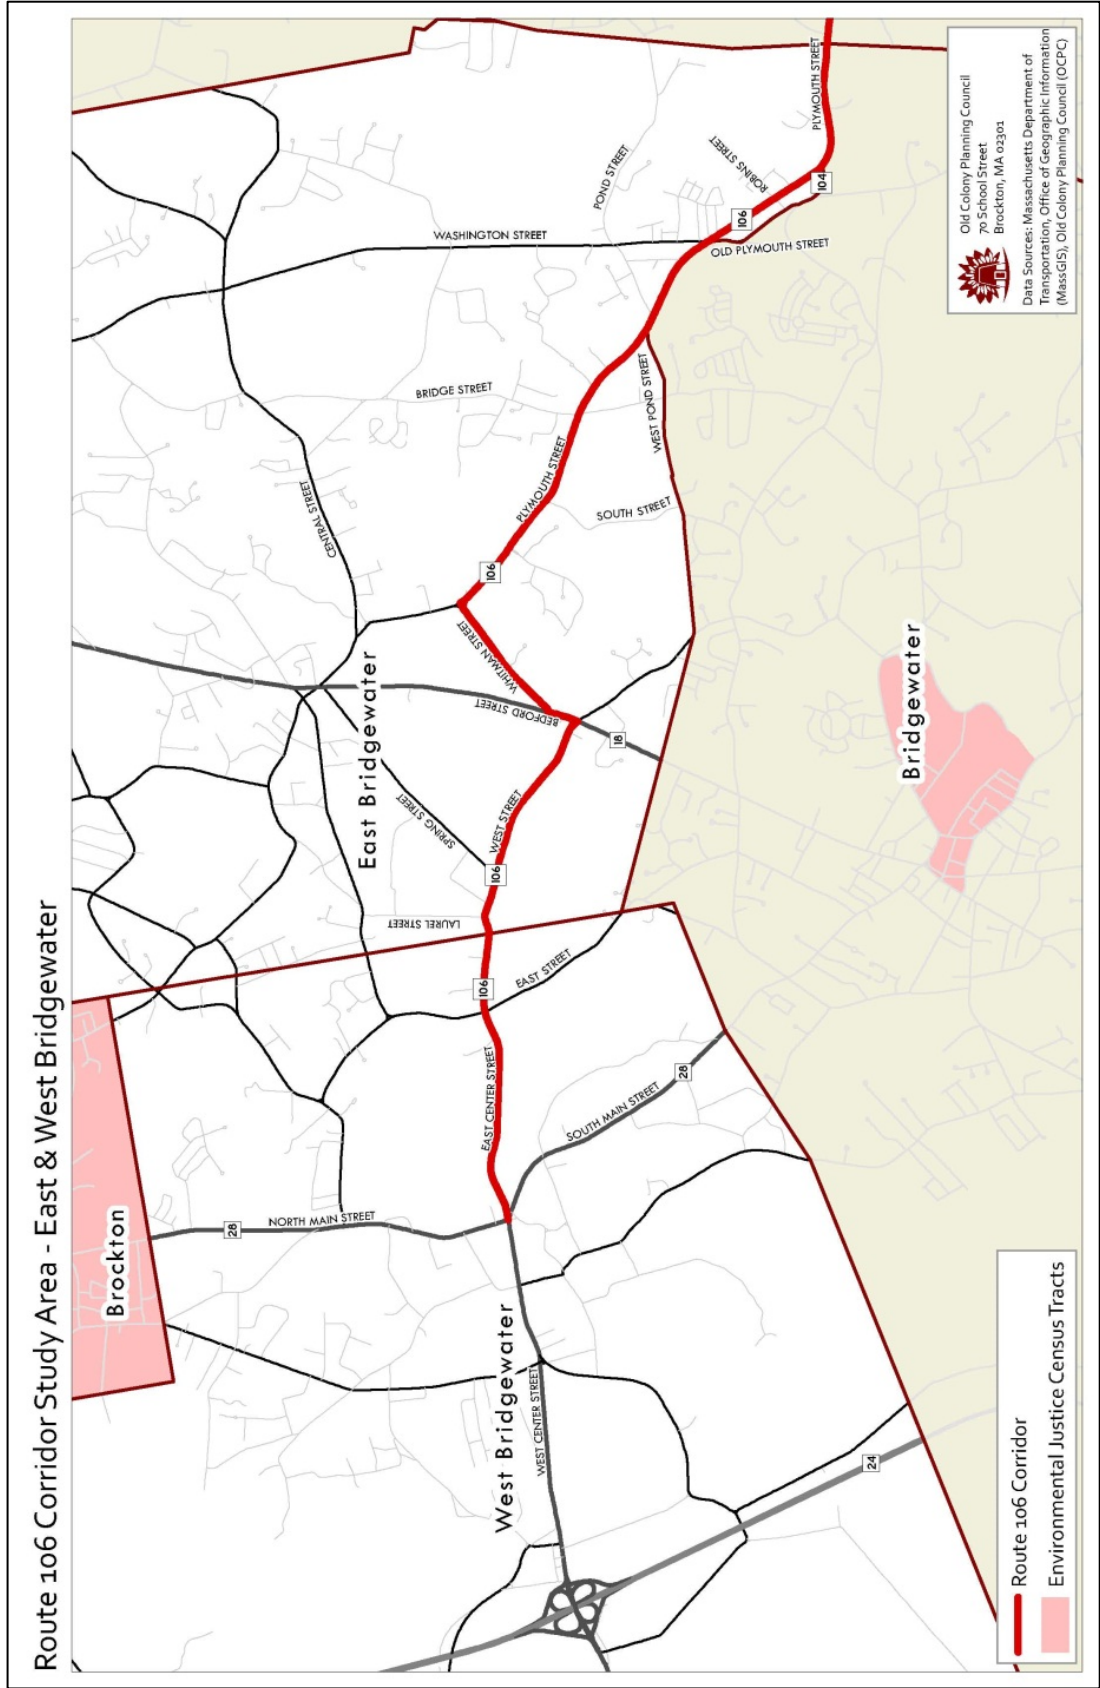 Route 106 Corridor Study Area - East & West Bridgewater
Brockton
28
NORTH MAIN STREET
West Bridgewater
WEST CENTER STREET
24
EAST CENTER STREET
SOUTH MAIN STREET
28
106
EAST STREET
LAUREL STREET
106
SPRING STREET
WEST STREET
East Bridgewater
BEDFORD STREET
18
WHITMAN STREET
CENTRAL STREET
106
PLYMOUTH STREET
SOUTH STREET
BRIDGE STREET
WEST POND STREET
WASHINGTON STREET
OLD PLYMOUTH STREET
106
POND STREET
ROBINS STREET
104
PLYMOUTH STREET
Bridgewater
Route 106 Corridor
Environmental Justice Census Tracts
Old Colony Planning Council
70 School Street
Brockton, MA 02301
Data Sources: Massachusetts Department of
Transportation, Office of Geographic Information
(MassGIS), Old Colony Planning Council (OCPC)